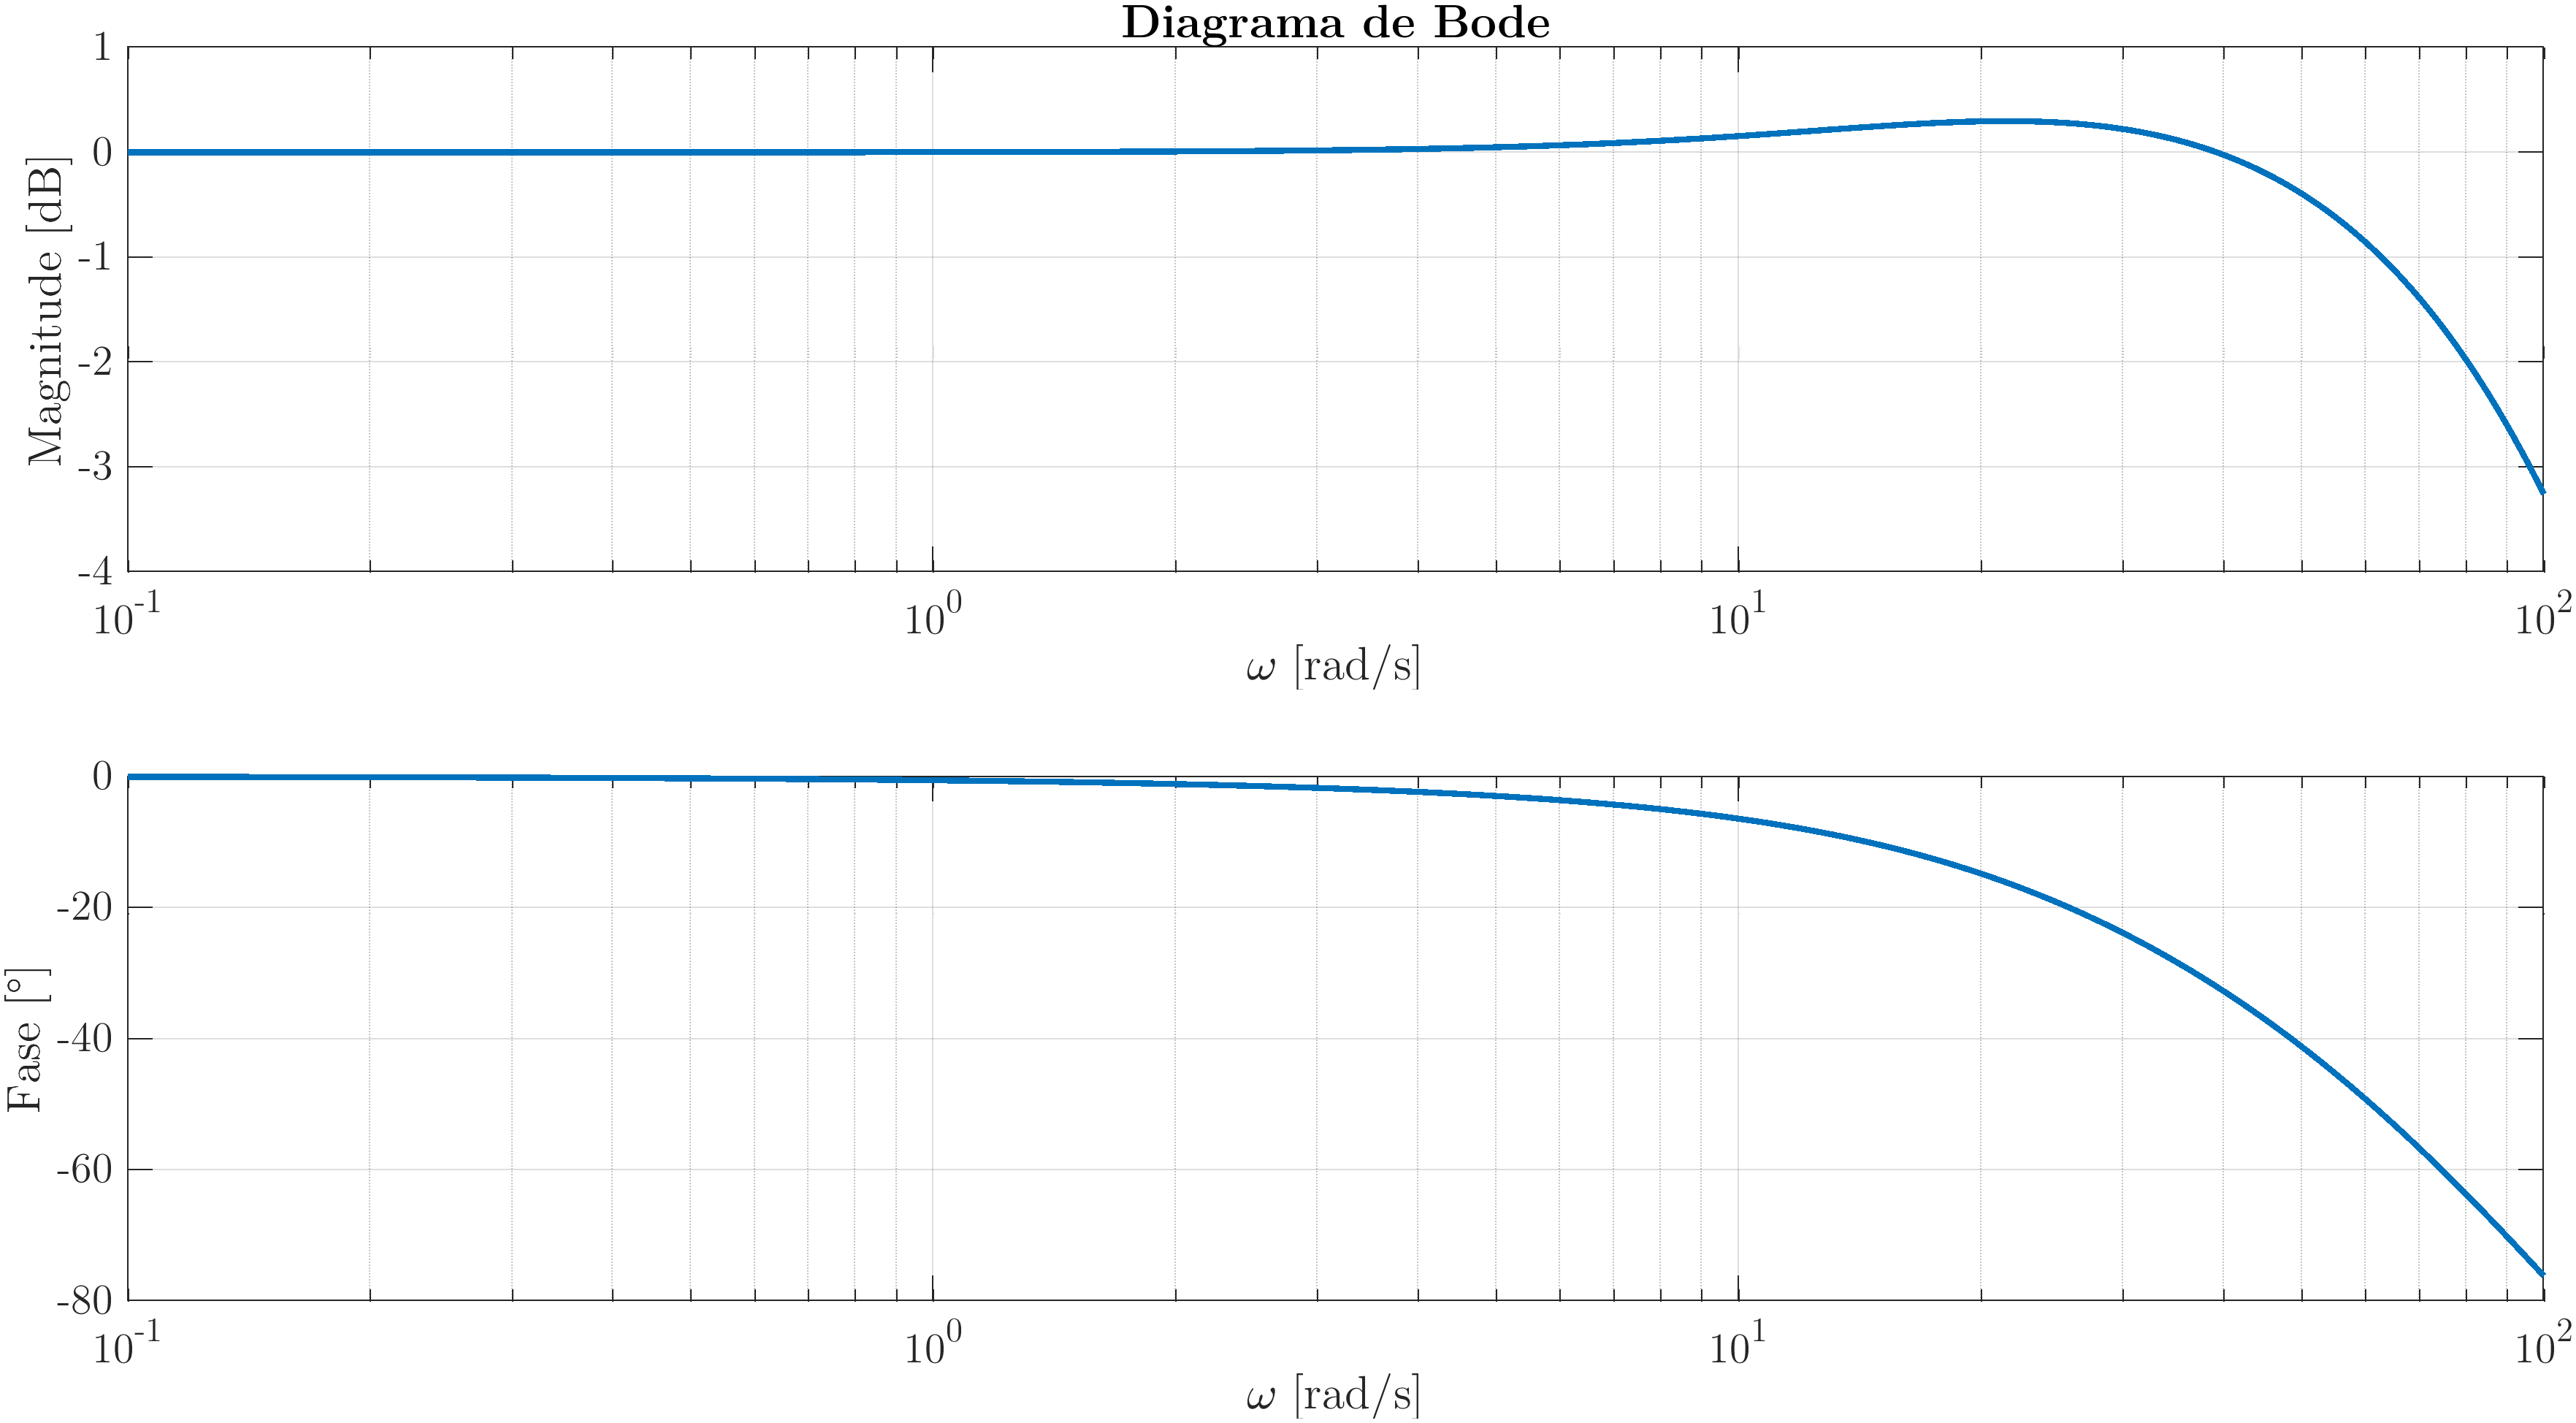 Diagrama de Bode
Magnitude [dB]
1
0
-1
-2
-3
-4
10^-1 10^0 10^1 10^2
ω [rad/s]
Fase [°]
0
-20
-40
-60
-80
10^-1 10^0 10^1 10^2
ω [rad/s]